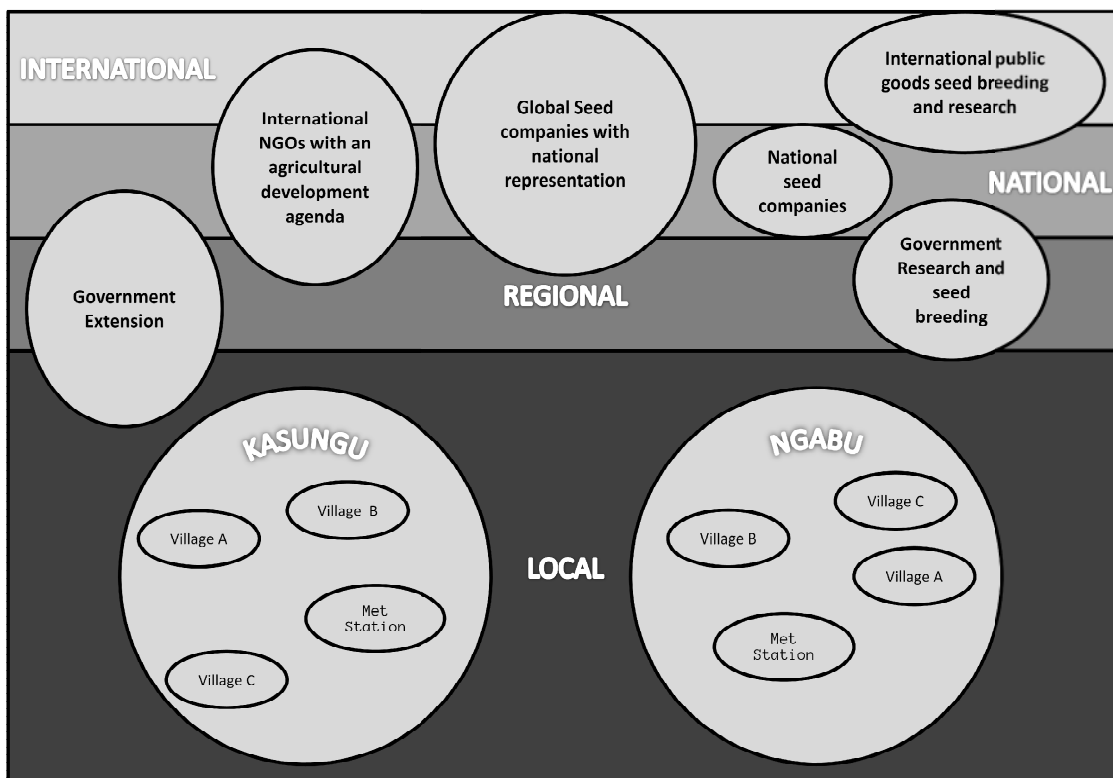 INTERNATIONAL
International
NGOs with an
agricultural
development
agenda
Global Seed
companies with
national
representation
International public
goods seed breeding
and research
National
seed
companies
NATIONAL
Government
Extension
REGIONAL
Government
Research and
seed
breeding
KASUNGU
Village A
Village B
Met
Station
Village C
LOCAL
NGABU
Village C
Village B
Village A
Met
Station